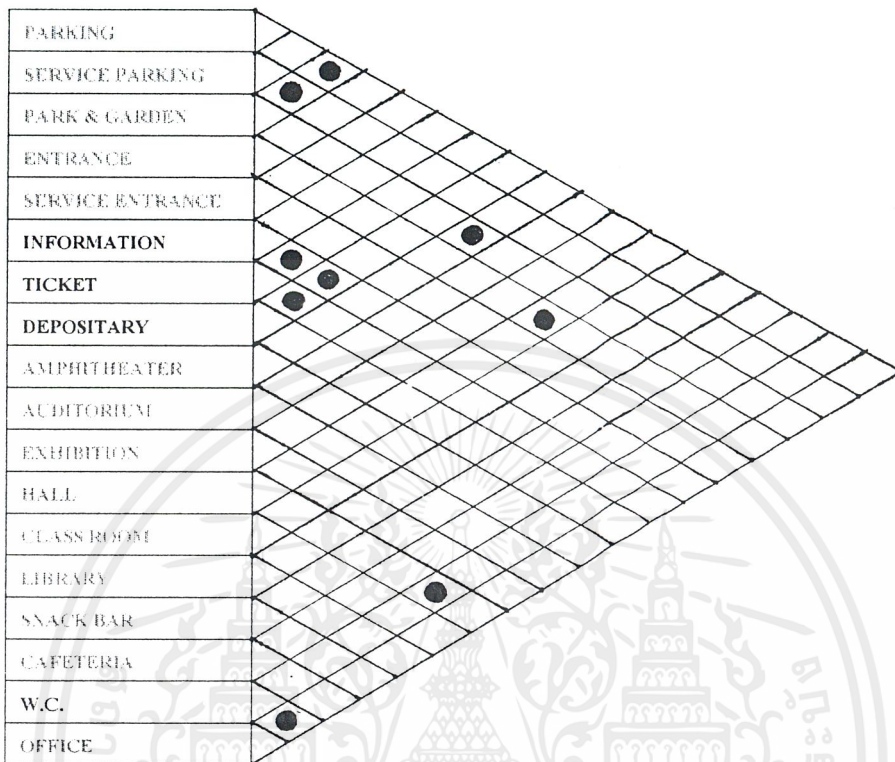 PARKING
SERVICE PARKING
PARK & GARDEN
ENTRANCE
SERVICE ENTRANCE
INFORMATION
TICKET
DEPOSITARY
AMPHITHEATER
AUDITORIUM
EXHIBITION
HALL
CLASS ROOM
LIBRARY
SNACK BAR
CAFETERIA
W.C.
OFFICE